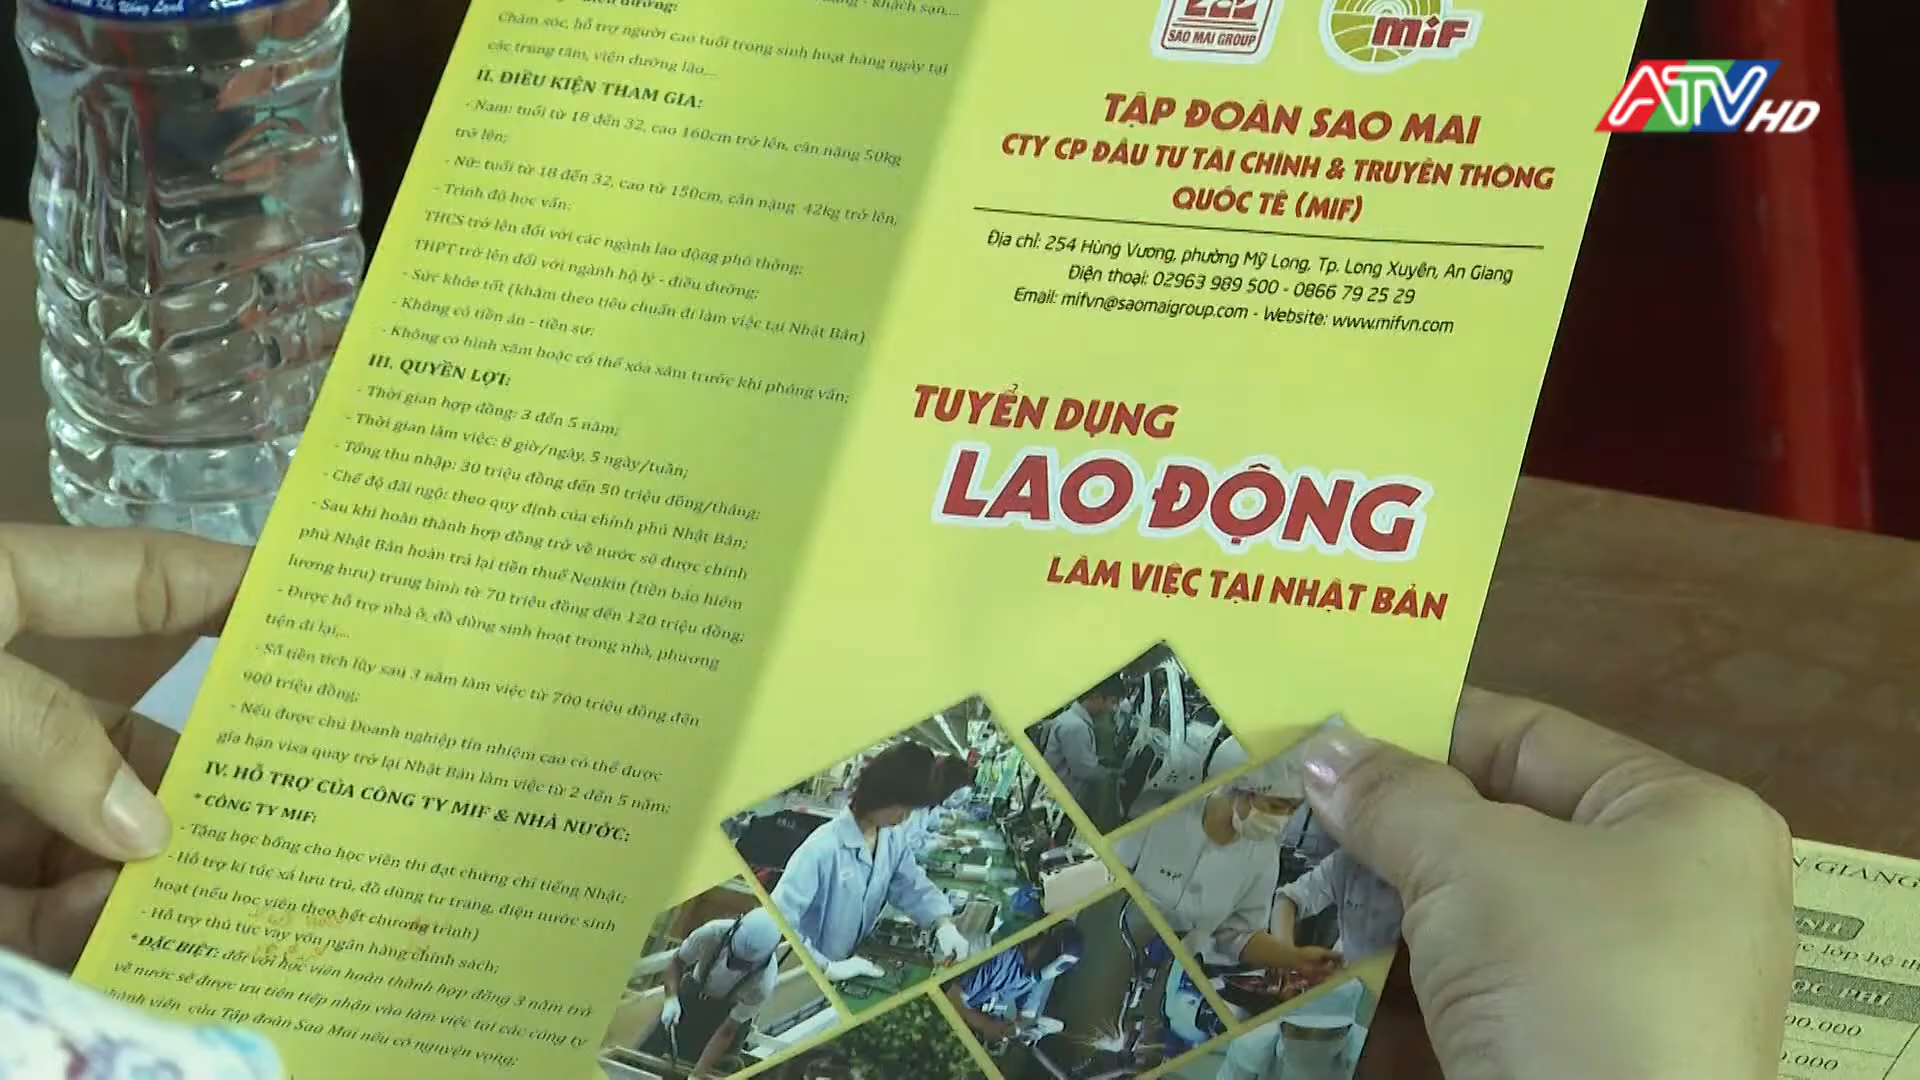 khách sạn,...
Chăm sóc, hỗ trợ người cao tuổi trong sinh hoạt hàng ngày tại
các trung tâm, viện dưỡng lão,...
II. ĐIỀU KIỆN THAM GIA:
- Nam: tuổi từ 18 đến 32, cao 160cm trở lên, cân nặng 50kg
trở lên;
- Nữ: tuổi từ 18 đến 32, cao từ 150cm, cân nặng 42kg trở lên,
- Trình độ học vấn:
THCS trở lên đối với các ngành lao động phổ thông;
THPT trở lên đối với ngành hộ lý - điều dưỡng;
- Sức khỏe tốt (khám theo tiêu chuẩn đi làm việc tại Nhật Bản)
- Không có tiền án - tiền sự;
- Không có hình xăm hoặc có thể xóa xăm trước khi phỏng vấn;
III. QUYỀN LỢI:
- Thời gian hợp đồng: 3 đến 5 năm;
- Thời gian làm việc: 8 giờ/ngày, 5 ngày/tuần;
- Tổng thu nhập: 30 triệu đồng đến 50 triệu đồng/tháng;
- Chế độ đãi ngộ: theo quy định của chính phủ Nhật Bản;
- Sau khi hoàn thành hợp đồng trở về nước sẽ được chính
phủ Nhật Bản hoàn trả lại tiền thuế Nenkin (tiền bảo hiểm
lương hưu) trung bình từ 70 triệu đồng đến 120 triệu đồng;
- Được hỗ trợ nhà ở, đồ dùng sinh hoạt trong nhà, phương
tiện đi lại,...
- Số tiền tích lũy sau 3 năm làm việc từ 700 triệu đồng đến
900 triệu đồng;
- Nếu được chủ Doanh nghiệp tín nhiệm cao có thể được
gia hạn visa quay trở lại Nhật Bản làm việc từ 2 đến 5 năm;
IV. HỖ TRỢ CỦA CÔNG TY MIF & NHÀ NƯỚC:
* CÔNG TY MIF:
- Tặng học bổng cho học viên thi đạt chứng chỉ tiếng Nhật;
- Hỗ trợ kí túc xá lưu trú, đồ dùng tư trang, điện nước sinh
hoạt (nếu học viên theo hết chương trình)
- Hỗ trợ thủ tục vay vốn ngân hàng chính sách;
* ĐẶC BIỆT: đối với học viên hoàn thành hợp đồng 3 năm trở
về nước sẽ được ưu tiên tiếp nhận vào làm việc tại các công ty
thành viên của Tập đoàn Sao Mai nếu có nguyện vọng;
SAO MAI GROUP
MIF
TẬP ĐOÀN SAO MAI
CTY CP ĐẦU TƯ TÀI CHÍNH & TRUYỀN THÔNG
QUỐC TẾ (MIF)
Địa chỉ: 254 Hùng Vương, phường Mỹ Long, Tp. Long Xuyên, An Giang
Điện thoại: 02963 989 500 - 0866 79 25 29
Email: mifvn@saomaigroup.com - Website: www.mifvn.com
TUYỂN DỤNG
LAO ĐỘNG
LÀM VIỆC TẠI NHẬT BẢN
ATV HD
GIANG
lớp hệ
PHÍ
00.000
.000